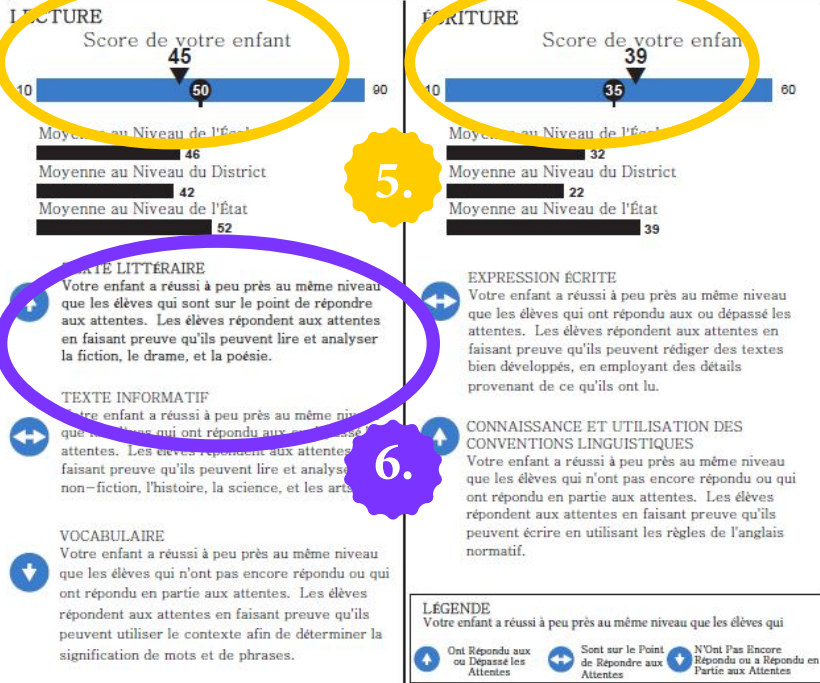 LECTURE
Score de votre enfant
45
10
50
90
Moyenne au Niveau de l'École
46
Moyenne au Niveau du District
42
Moyenne au Niveau de l'État
52
TEXTE LITTÉRAIRE
Votre enfant a réussi à peu près au même niveau
que les élèves qui sont sur le point de répondre
aux attentes. Les élèves répondent aux attentes
en faisant preuve qu'ils peuvent lire et analyser
la fiction, le drame, et la poésie.
TEXTE INFORMATIF
Votre enfant a réussi à peu près au même niveau
que les élèves qui ont répondu aux ou dépassé
attentes. Les élèves répondent aux attentes
faisant preuve qu'ils peuvent lire et analyse
non-fiction, l'histoire, la science, et les arts
VOCABULAIRE
Votre enfant a réussi à peu près au même niveau
que les élèves qui n'ont pas encore répondu ou qui
ont répondu en partie aux attentes. Les élèves
répondent aux attentes en faisant preuve qu'ils
peuvent utiliser le contexte afin de déterminer la
signification de mots et de phrases.
5.
6.
ÉCRITURE
Score de votre enfan
39
10
35
60
Moyenne au Niveau de l'École
32
Moyenne au Niveau du District
22
Moyenne au Niveau de l'État
39
EXPRESSION ÉCRITE
Votre enfant a réussi à peu près au même niveau
que les élèves qui ont répondu aux ou dépassé les
attentes. Les élèves répondent aux attentes en
faisant preuve qu'ils peuvent rédiger des textes
bien développés, en employant des détails
provenant de ce qu'ils ont lu.
CONNAISSANCE ET UTILISATION DES
CONVENTIONS LINGUISTIQUES
Votre enfant a réussi à peu près au même niveau
que les élèves qui n'ont pas encore répondu ou qui
ont répondu en partie aux attentes. Les élèves
répondent aux attentes en faisant preuve qu'ils
peuvent écrire en utilisant les règles de l'anglais
normatif.
LÉGENDE
Votre enfant a réussi à peu près au même niveau que les élèves qui
Ont Répondu aux
ou Dépassé les
Attentes
Sont sur le Point
de Répondre aux
Attentes
N'Ont Pas Encore
Répondu ou a Répondu en
Partie aux Attentes